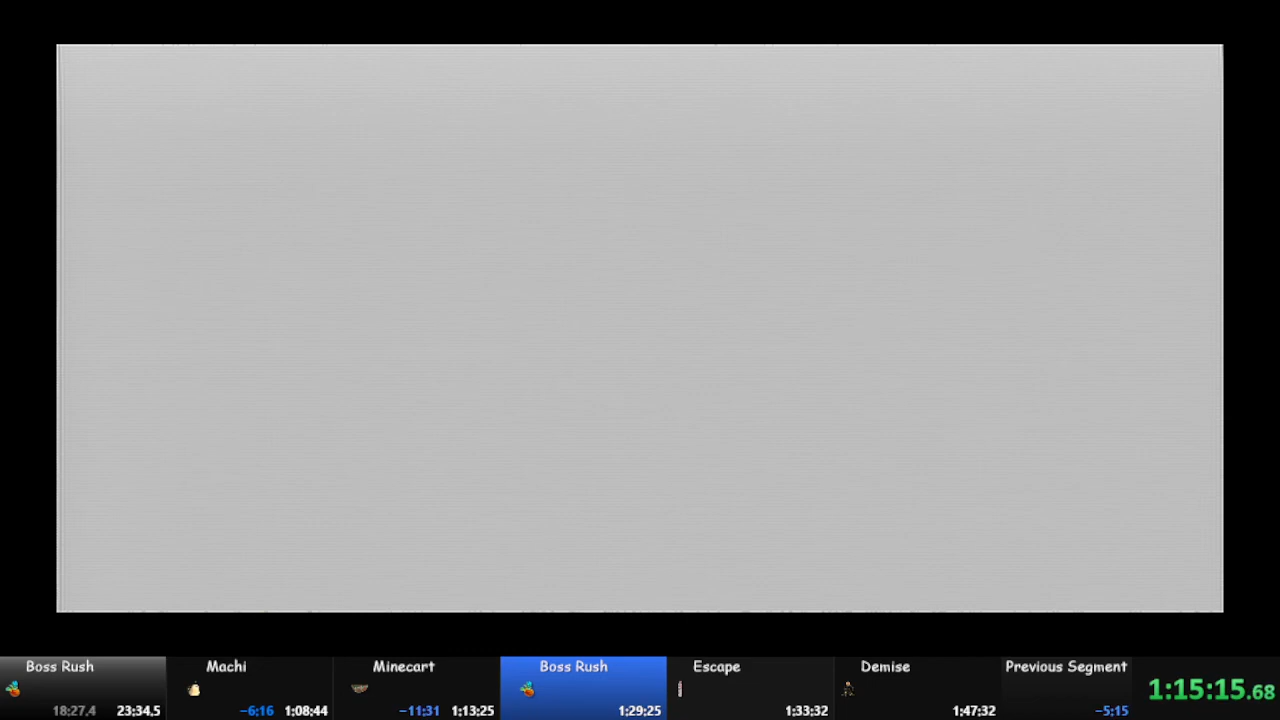 Boss Rush Machi Minecart Boss Rush Escape Demise Previous Segment 1:15:15.68
18:27.4 23:34.5 −6:16 1:08:44 −11:31 1:13:25 1:29:25 1:33:32 1:47:32 −5:15